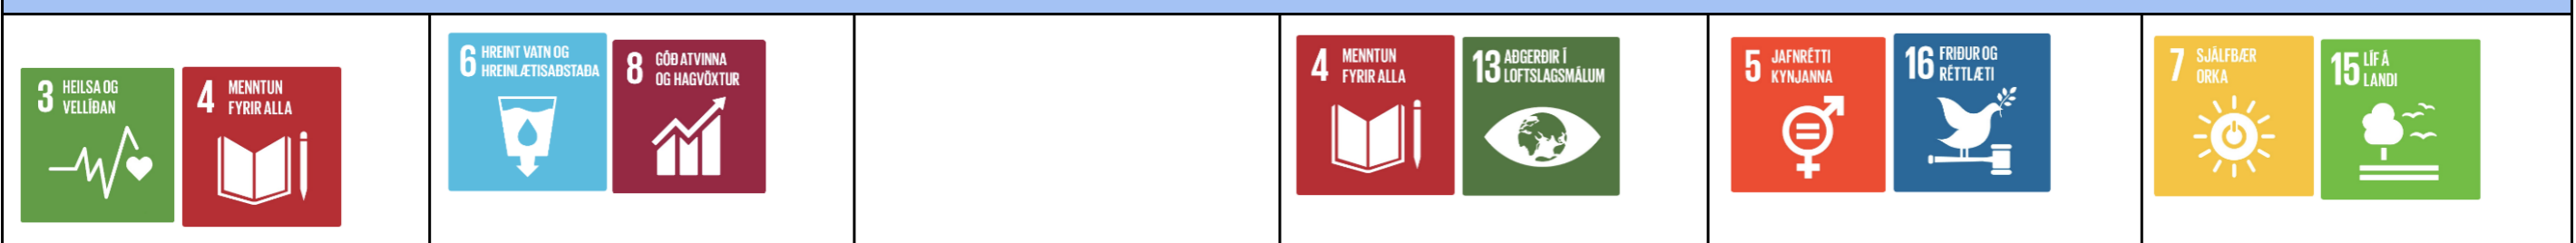 3 HEILSA OG
VELLÍÐAN
4 MENNTUN
FYRIR ALLA
6 HREINT VATN OG
HREINLÆTISAÐSTAÐA
8 GÓÐ ATVINNA
OG HAGVÖXTUR
4 MENNTUN
FYRIR ALLA
13 AÐGERÐIR Í
LOFTSLAGSMÁLUM
5 JAFNRÉTTI
KYNJANNA
16 FRIÐUR OG
RÉTTLÆTI
7 SJÁLFBÆR
ORKA
15 LÍF Á
LANDI